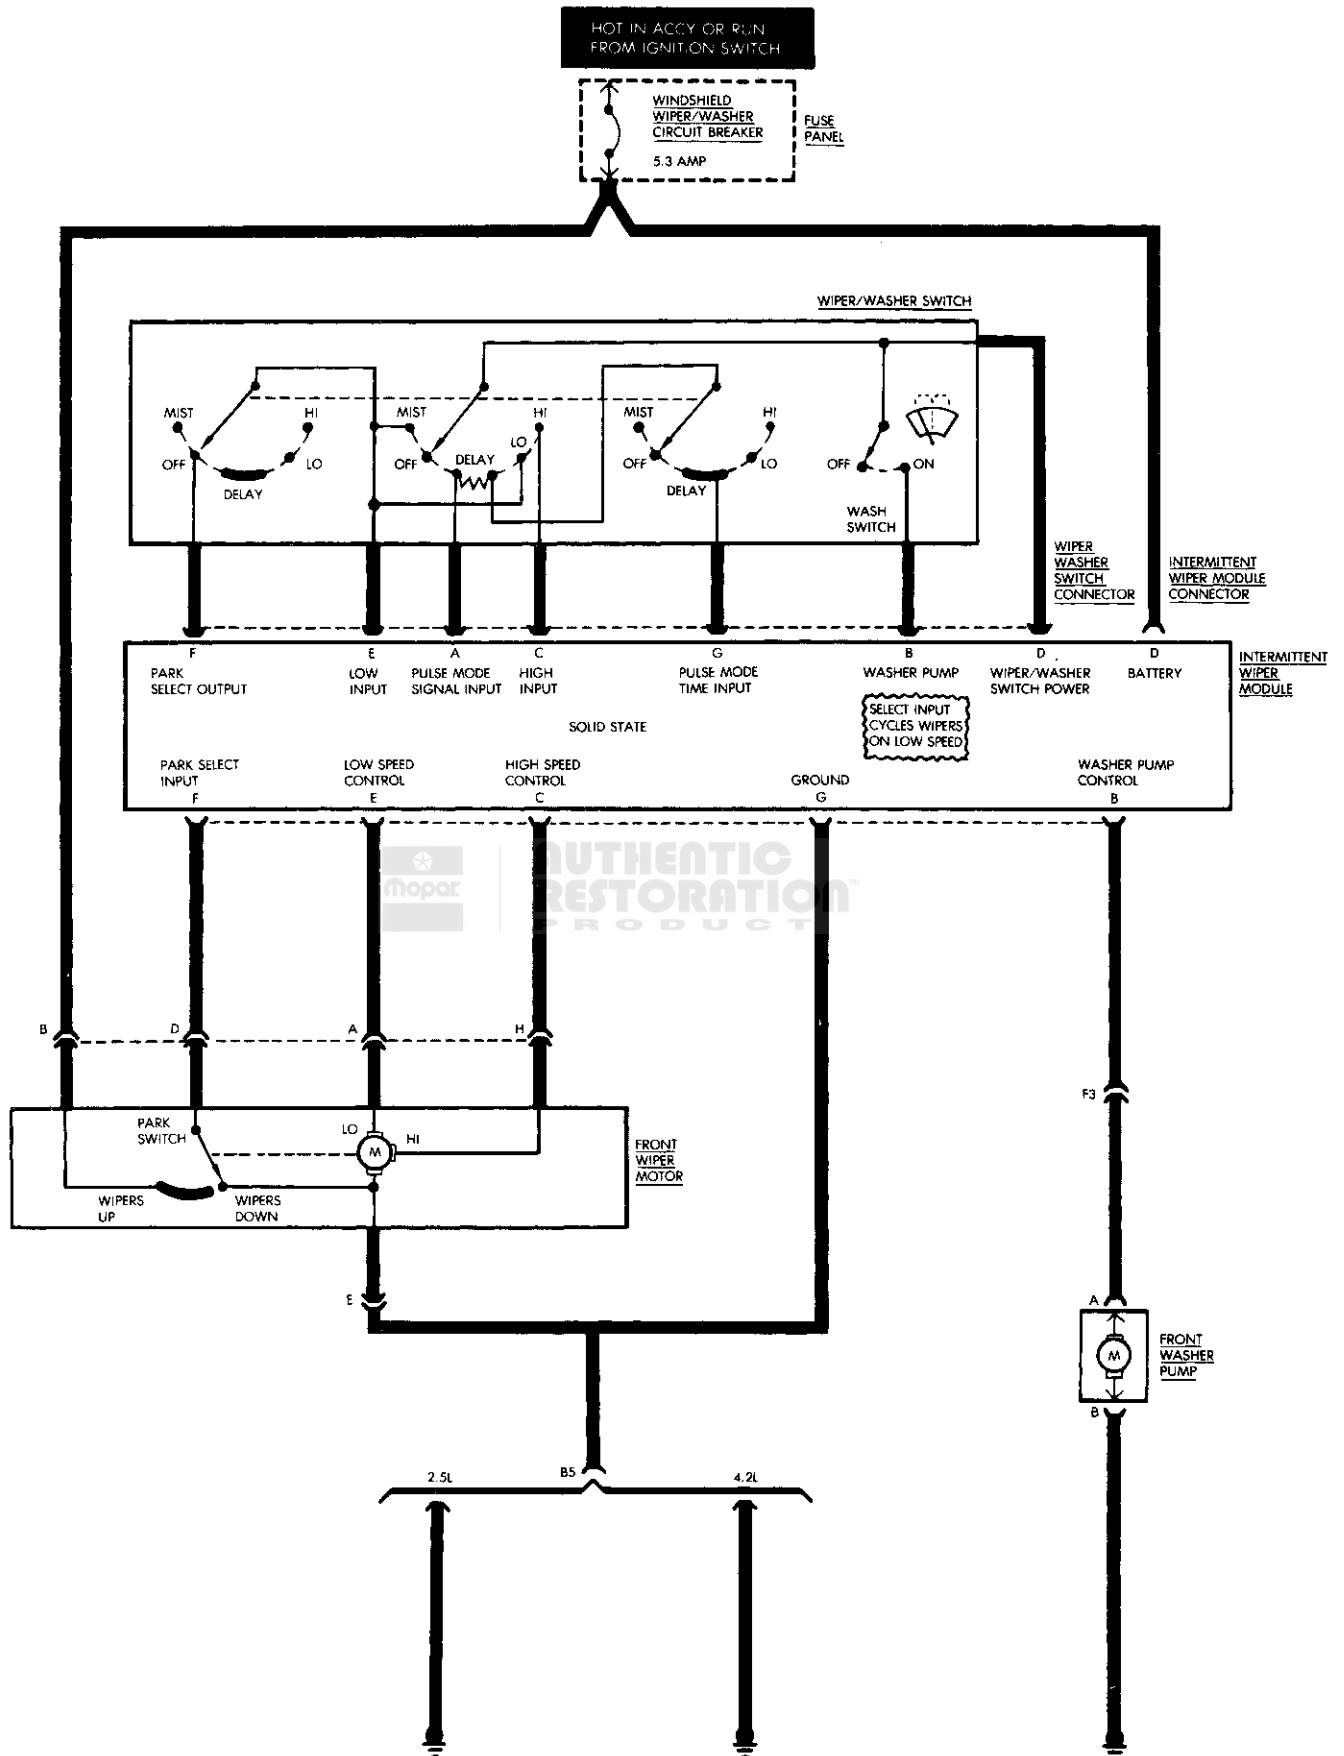 HOT IN ACCY OR RUN
FROM IGNITION SWITCH
WINDSHIELD
WIPER/WASHER
CIRCUIT BREAKER
5.3 AMP
FUSE
PANEL
WIPER/WASHER SWITCH
MIST
HI
OFF
LO
DELAY
MIST
HI
LO
OFF
DELAY
MIST
HI
OFF
LO
DELAY
OFF
ON
WASH
SWITCH
WIPER
WASHER
SWITCH
CONNECTOR
INTERMITTENT
WIPER MODULE
CONNECTOR
F
E
A
C
G
B
D
D
PARK
SELECT OUTPUT
LOW
INPUT
PULSE MODE
SIGNAL INPUT
HIGH
INPUT
PULSE MODE
TIME INPUT
WASHER PUMP
WIPER/WASHER
SWITCH POWER
BATTERY
INTERMITTENT
WIPER
MODULE
SELECT INPUT
CYCLES WIPERS
ON LOW SPEED
SOLID STATE
PARK SELECT
INPUT
F
LOW SPEED
CONTROL
E
HIGH SPEED
CONTROL
C
GROUND
G
WASHER PUMP
CONTROL
B
Mopar
AUTHENTIC
RESTORATION™
PRODUCT
B
D
A
H
F3
PARK
SWITCH
LO
HI
M
WIPERS
UP
WIPERS
DOWN
FRONT
WIPER
MOTOR
E
A
M
FRONT
WASHER
PUMP
B
2.5L
B5
4.2L